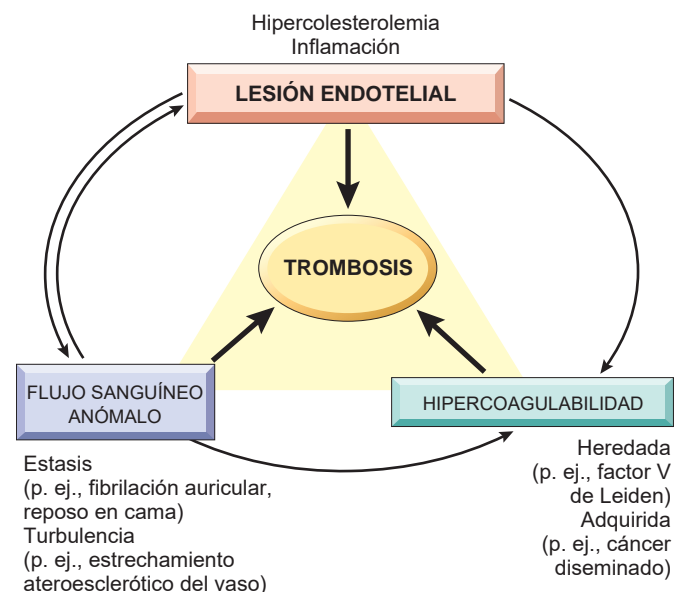 Hipercolesterolemia
Inflamación
LESIÓN ENDOTELIAL
TROMBOSIS
FLUJO SANGUÍNEO
ANÓMALO
HIPERCOAGULABILIDAD
Estasis
(p. ej., fibrilación auricular,
reposo en cama)
Turbulencia
(p. ej., estrechamiento
ateroesclerótico del vaso)
Heredada
(p. ej., factor V
de Leiden)
Adquirida
(p. ej., cáncer
diseminado)